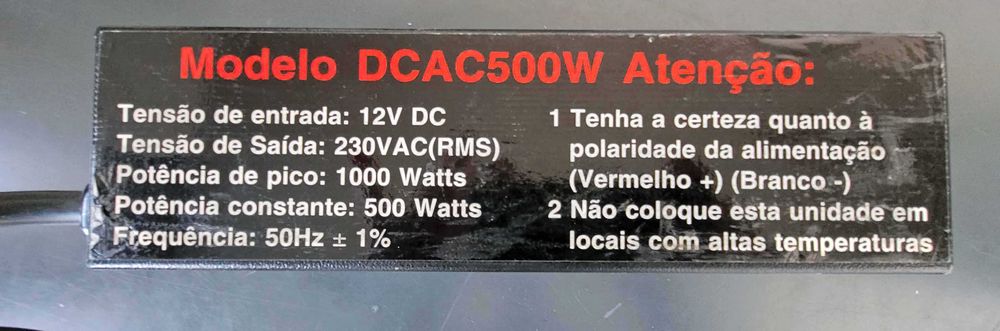 Modelo DCAC500W Atenção:
Tensão de entrada: 12V DC
Tensão de Saída: 230VAC(RMS)
Potência de pico: 1000 Watts
Potência constante: 500 Watts
Frequência: 50Hz ± 1%
1 Tenha a certeza quanto à
polaridade da alimentação
(Vermelho +) (Branco -)
2 Não coloque esta unidade em
locais com altas temperaturas